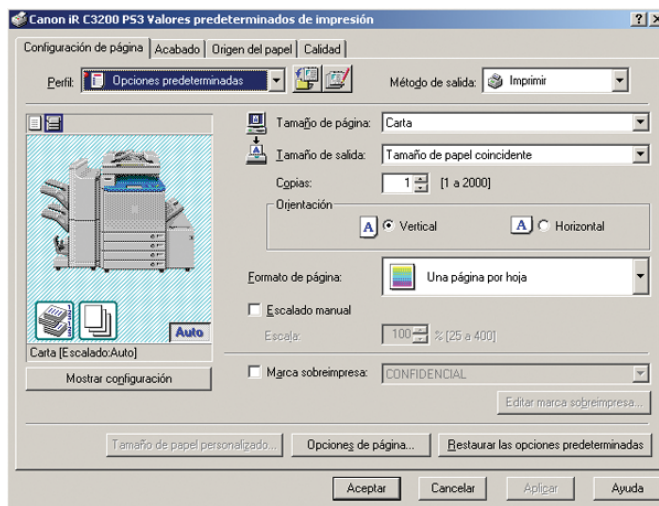 Canon iR C3200 PS3 Valores predeterminados de impresión
Configuración de página Acabado Origen del papel Calidad
Perfil: Opciones predeterminadas Método de salida: Imprimir
Tamaño de página: Carta
Tamaño de salida: Tamaño de papel coincidente
Copias: 1 [1 a 2000]
Orientación
A Vertical A Horizontal
Formato de página: Una página por hoja
Escalado manual
Escala: 100 % [25 a 400]
Auto
Carta [Escalado:Auto]
Mostrar configuración
Marca sobreimpresa: CONFIDENCIAL
Editar marca sobreimpresa...
Tamaño de papel personalizado... Opciones de página... Restaurar las opciones predeterminadas
Aceptar Cancelar Aplicar Ayuda